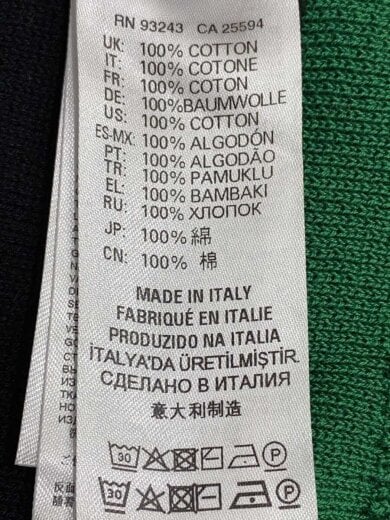 RN 93243 CA 25594
UK: 100% COTTON
IT: 100% COTONE
FR: 100% COTON
DE: 100%BAUMWOLLE
US: 100% COTTON
ES-MX: 100% ALGODÓN
PT: 100% ALGODÃO
TR: 100% PAMUKLU
EL: 100% BAMBAKI
RU: 100% ХЛОПОК
JP: 100% 綿
CN: 100% 棉
MADE IN ITALY
FABRIQUÉ EN ITALIE
PRODUZIDO NA ITALIA
İTALYA'DA ÜRETİLMİŞTİR
СДЕЛАНО В ИТАЛИЯ
意大利制造
30
30